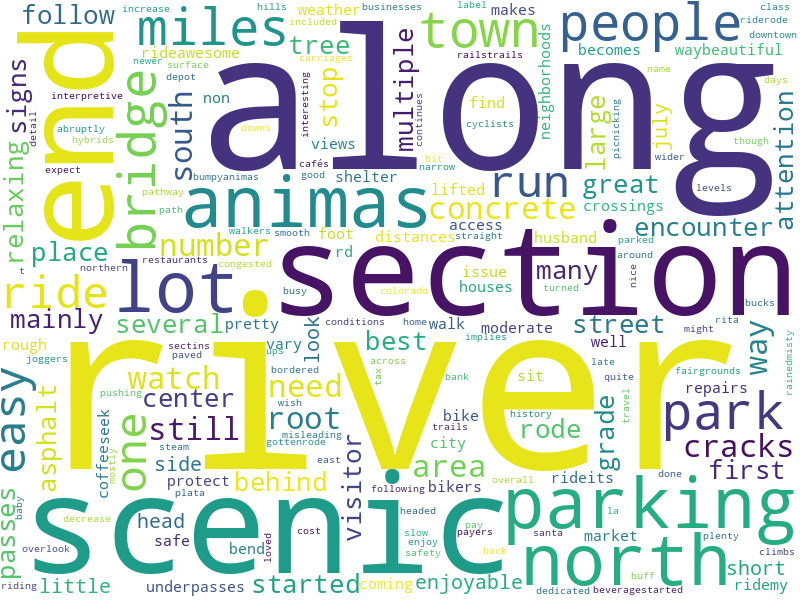 increase
hills
businesses
label
class
follow
miles
tree
weather
included
makes
people
riderode
rideawesome
town
becomes
waybeautiful
downtown
newer
surface
carriages
railstrails
along
end
signs
depot
stop
multiple
continues
neighborhoods
name
interpretive
interesting
find
large
july
days
bridge
south
non
relaxing
abruptly
hybrids
detail
downs
views
cyclists
picnicking
though
attention
expect
cafés
bit
wider
bumpyanimas
good
shelter
narrow
run
great
levels
pathway
animas
lifted
concrete
crossings
path
walkers
smooth
foot
access
encounter
place
number
distances
straight
husband
parked
northern
restaurants
rd
section
around
t
congested
issue
many
turned
nice
ride
lot
busy
colorado
houses
bucks
mainly
several
pretty
conditions
home
walk
moderate
street
might
rita
way
rough
sectins
vary
look
best
implies
well
late
rainedmisty
joggers
paved
ups
across
sit
quite
fairgrounds
easy
asphalt
watch
bordered
tax
bank
river
travel
pushing
need
wish
bike
history
repairs
park
coffeeseek
one
center
root
trails
rode
grade
still
misleading
city
cracks
mostly
steam
gottenrode
area
side
east
visitor
first
passes
protect
behind
following
bikers
rideits
done
baby
plata
overall
decrease
scenic
headed
pay
parking
head
cost
payers
la
safe
slow
market
santa
plenty
overlook
bend
loved
enjoy
safety
back
north
climbs
riding
little
underpasses
started
coming
enjoyable
buff
short
dedicated
beveragestarted
ridemy